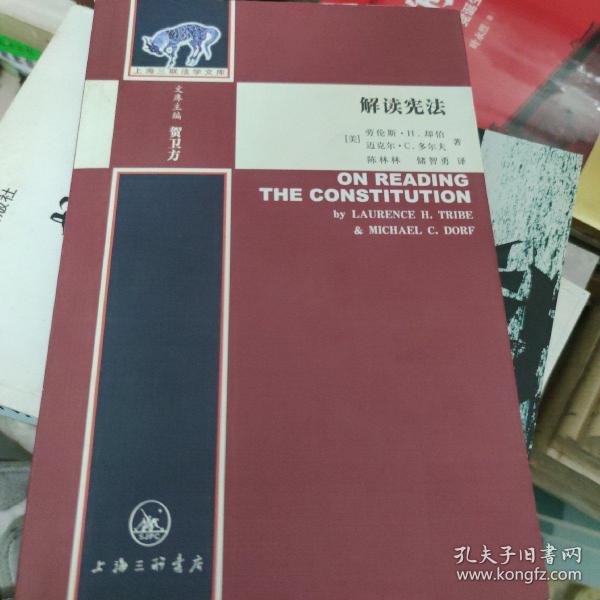 上海三联法学文库
文库主编 贺卫方
解读宪法
[美] 劳伦斯·H.却伯
迈克尔·C.多尔夫 著
陈林林 储智勇 译
ON READING
THE CONSTITUTION
by LAURENCE H. TRIBE
& MICHAEL C. DORF
SJPC
上海三联书店
版社
孔夫子旧书网
www.kongfz.com